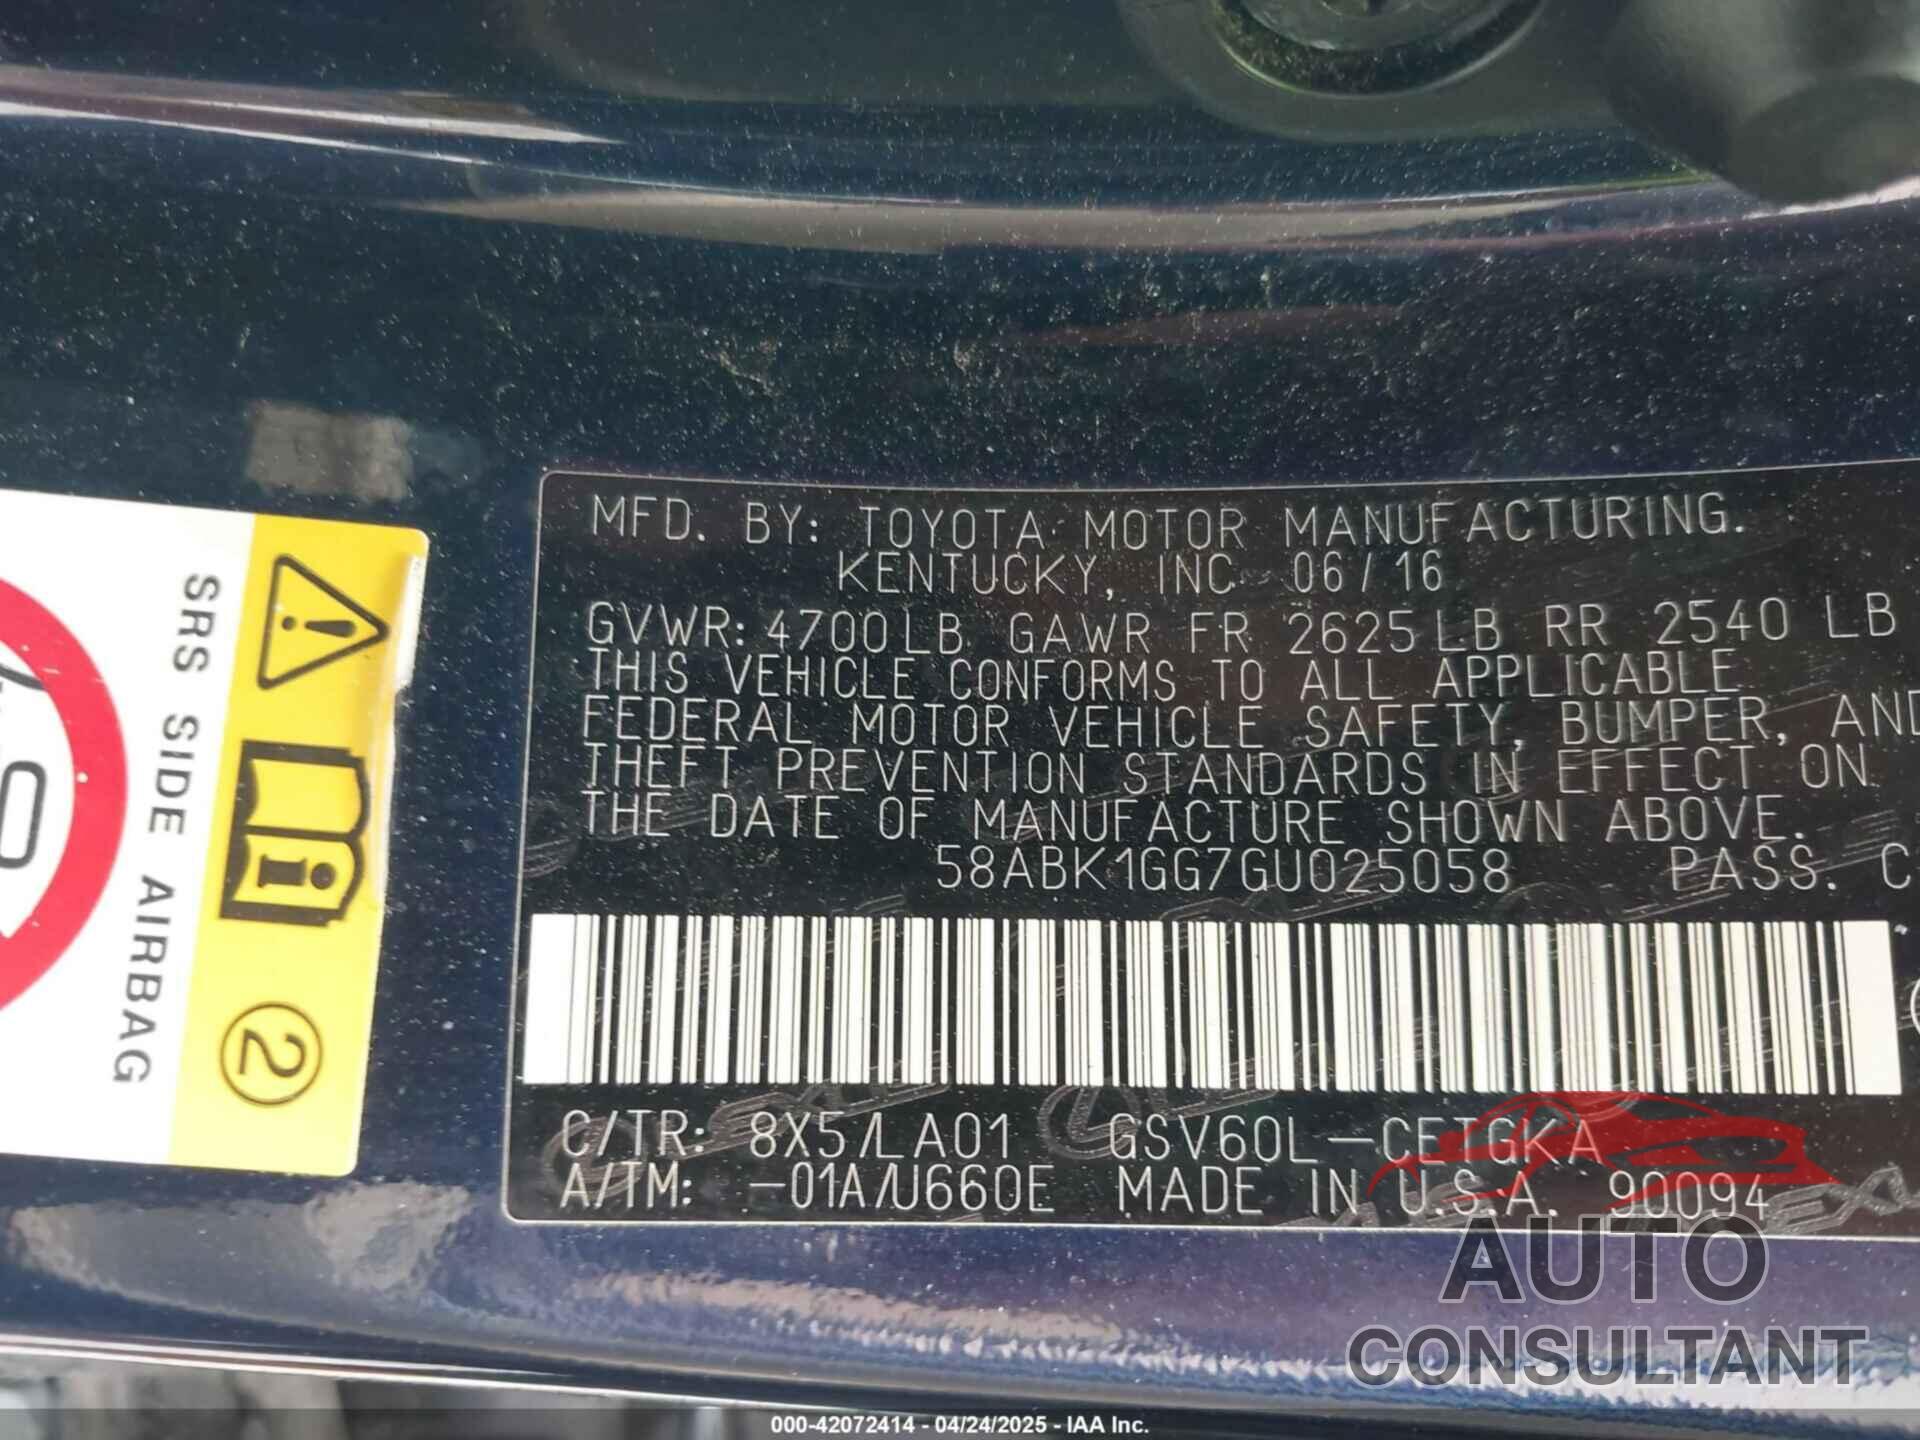 MFD. BY: TOYOTA MOTOR MANUFACTURING.
KENTUCKY, INC 06/16
GVWR: 4700LB GAWR FR 2625LB RR 2540 LB
THIS VEHICLE CONFORMS TO ALL APPLICABLE
FEDERAL MOTOR VEHICLE SAFETY, BUMPER, AND
THEFT PREVENTION STANDARDS IN EFFECT ON
THE DATE OF MANUFACTURE SHOWN ABOVE.
58ABK1GG7GU025058 PASS. C
C/TR: 8X5/LA01 GSV60L-CETGKA
A/TM: -01A/U660E MADE IN U.S.A. 90094
SRS SIDE AIRBAG
2
AUTO
CONSULTANT
000-42072414 - 04/24/2025 - IAA Inc.